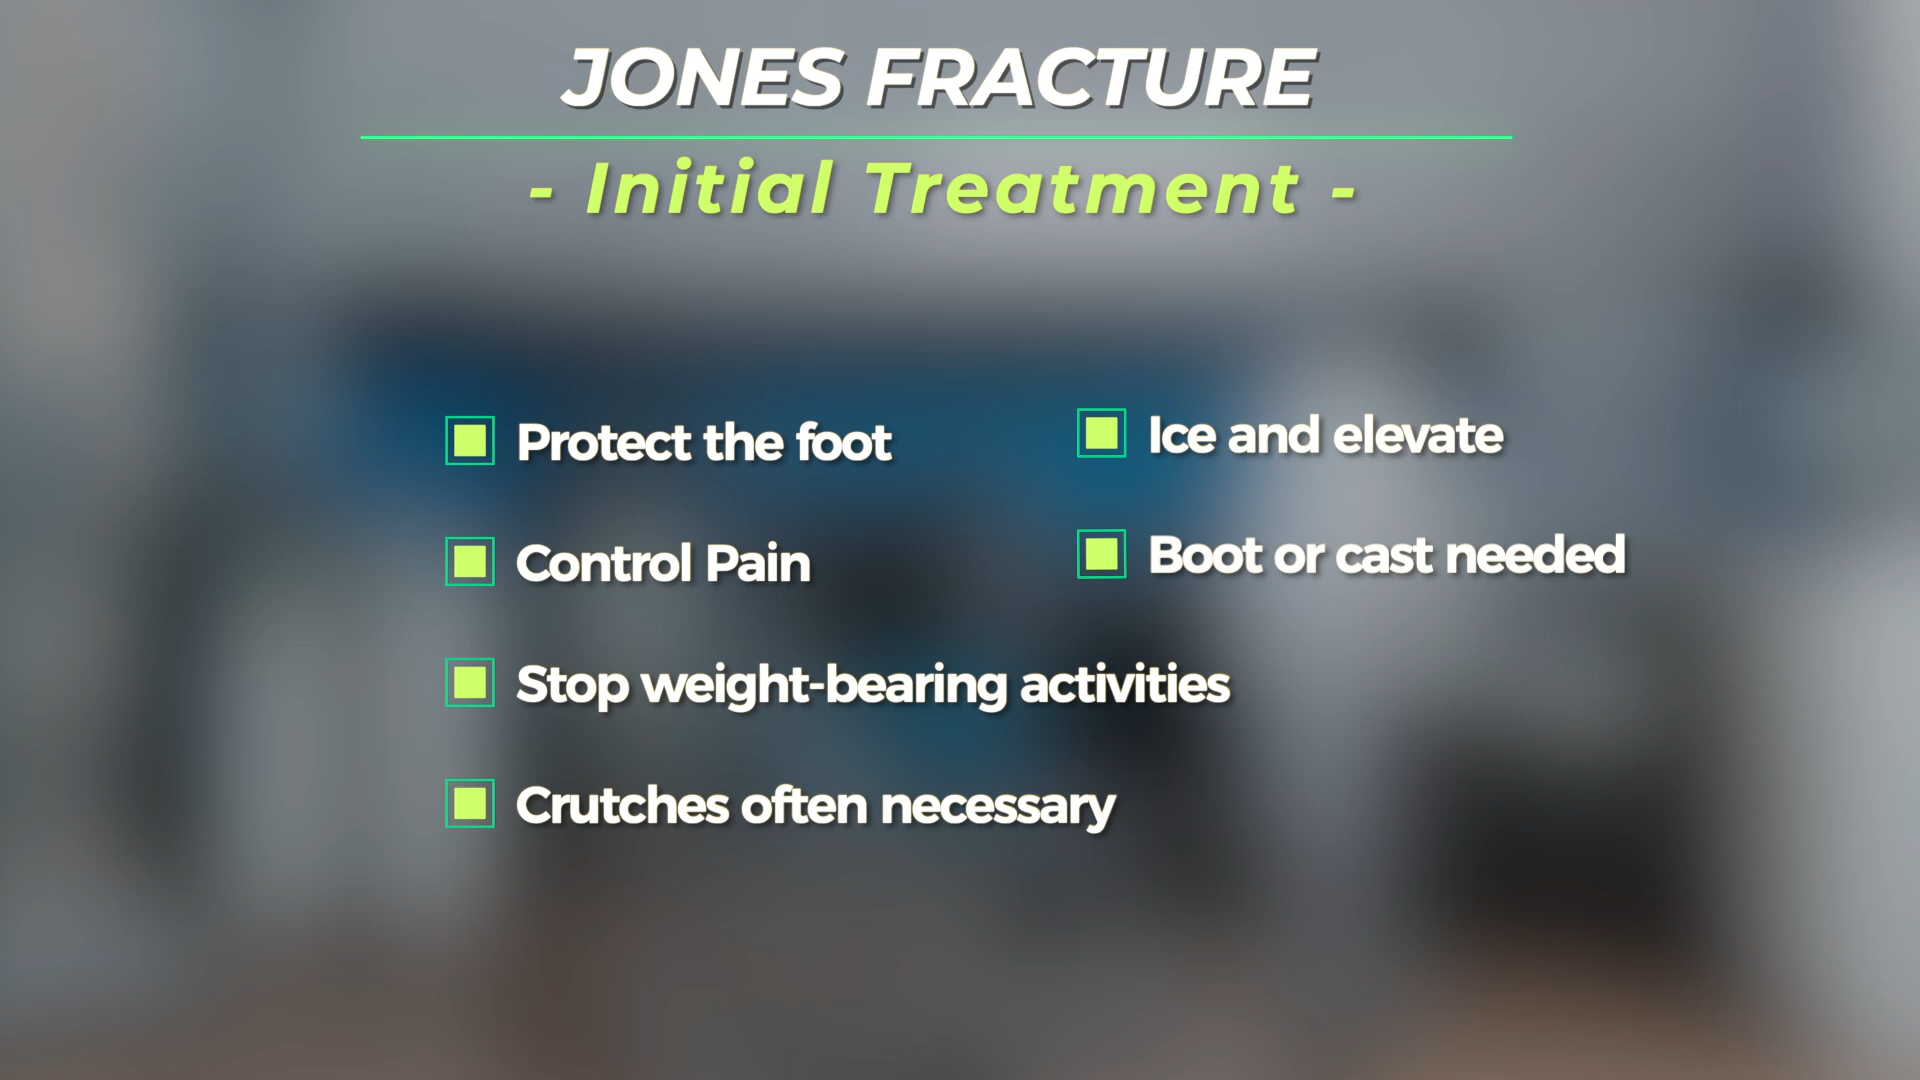 JONES FRACTURE
- Initial Treatment -
Protect the foot
Control Pain
Stop weight-bearing activities
Crutches often necessary
Ice and elevate
Boot or cast needed